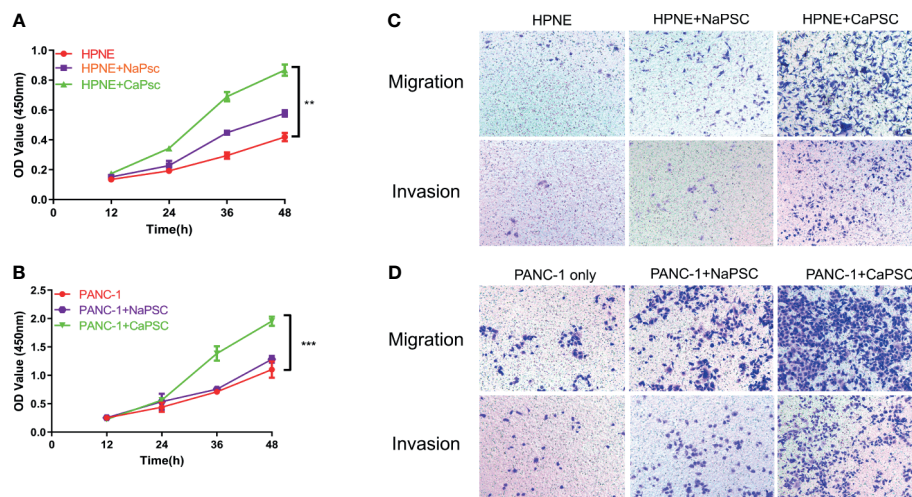 A
OD Value (450nm)
1.0
0.8
0.6
0.4
0.2
0.0
0 12 24 36 48
Time(h)
HPNE
HPNE+NaPsc
HPNE+CaPsc
**
B
OD Value (450nm)
2.5
2.0
1.5
1.0
0.5
0.0
0 12 24 36 48
Time(h)
PANC-1
PANC-1+NaPSC
PANC-1+CaPSC
***
C
HPNE HPNE+NaPSC HPNE+CaPSC
Migration
Invasion
D
PANC-1 only PANC-1+NaPSC PANC-1+CaPSC
Migration
Invasion